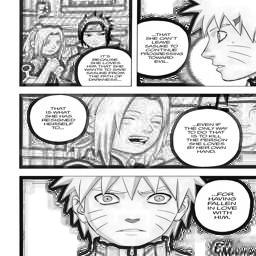 IT'S
BECAUSE
SHE LOVES
HIM THAT SHE
WANTS TO SAVE
SASUKE FROM
THE PATH OF
DARKNESS...
...THAT
SHE CAN'T
LEAVE
SASUKE TO
CONTINUE
PROGRESSING
TOWARD
EVIL.
THAT
IS WHAT
SHE HAS
RESIGNED
HERSELF
TO...
...EVEN IF
THE ONLY WAY
TO DO THAT
IS TO KILL
THE PERSON
SHE LOVES
BY HER OWN
HAND.
...FOR
HAVING
FALLEN
IN LOVE
WITH
HIM.